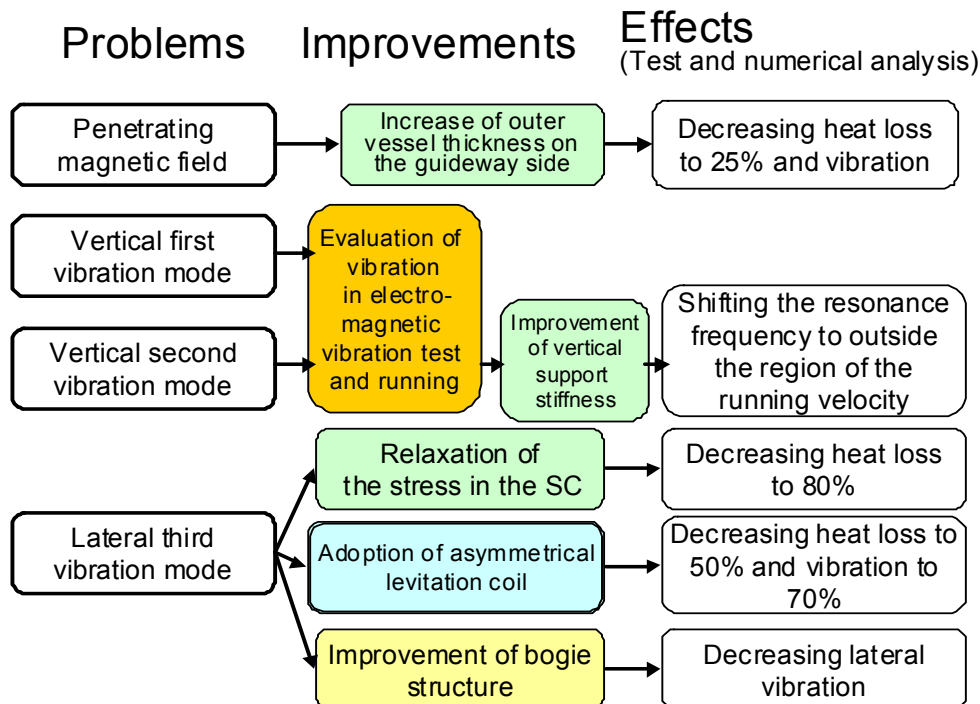 Problems
Improvements
Effects
(Test and numerical analysis)
Penetrating
magnetic field
Increase of outer
vessel thickness on
the guideway side
Decreasing heat loss
to 25% and vibration
Vertical first
vibration mode
Vertical second
vibration mode
Evaluation of
vibration
in electro-
magnetic
vibration test
and running
Improvement
of vertical
support
stiffness
Shifting the resonance
frequency to outside
the region of the
running velocity
Lateral third
vibration mode
Relaxation of
the stress in the SC
Decreasing heat loss
to 80%
Adoption of asymmetrical
levitation coil
Decreasing heat loss to
50% and vibration to
70%
Improvement of bogie
structure
Decreasing lateral
vibration